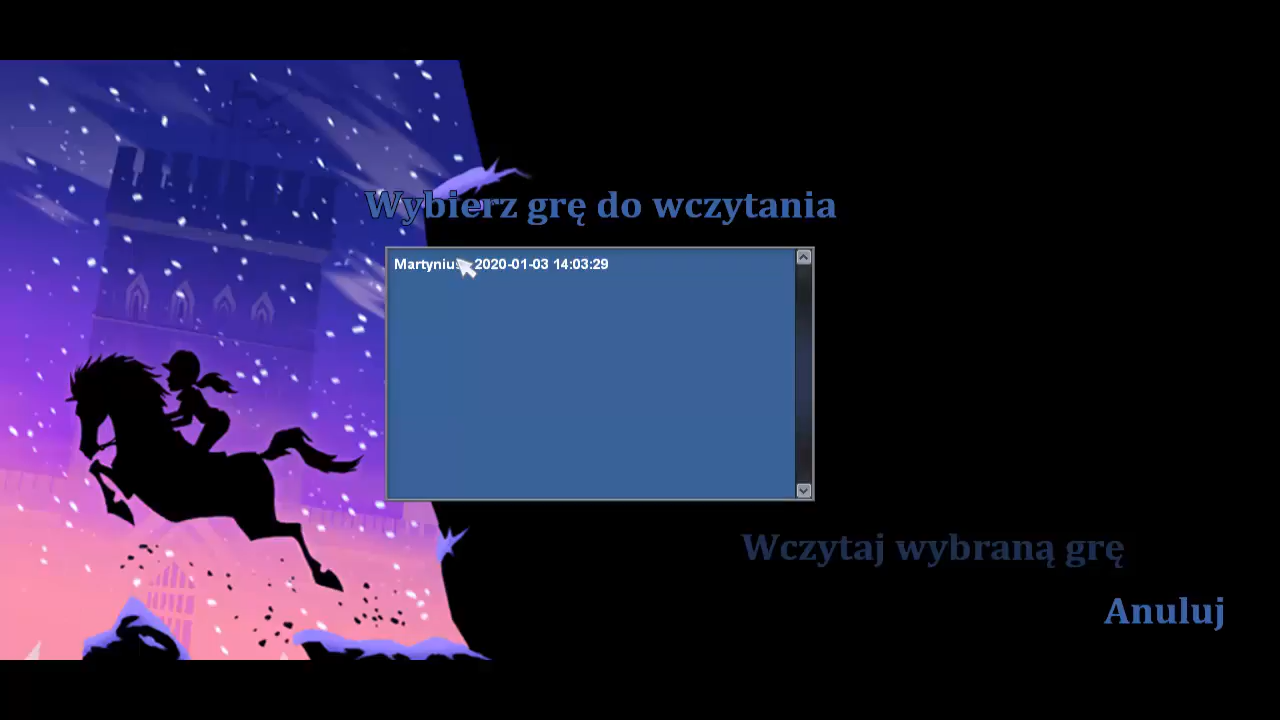 Wybierz grę do wczytania
2020-01-03 14:03:29
Wczytaj wybraną grę
Anuluj